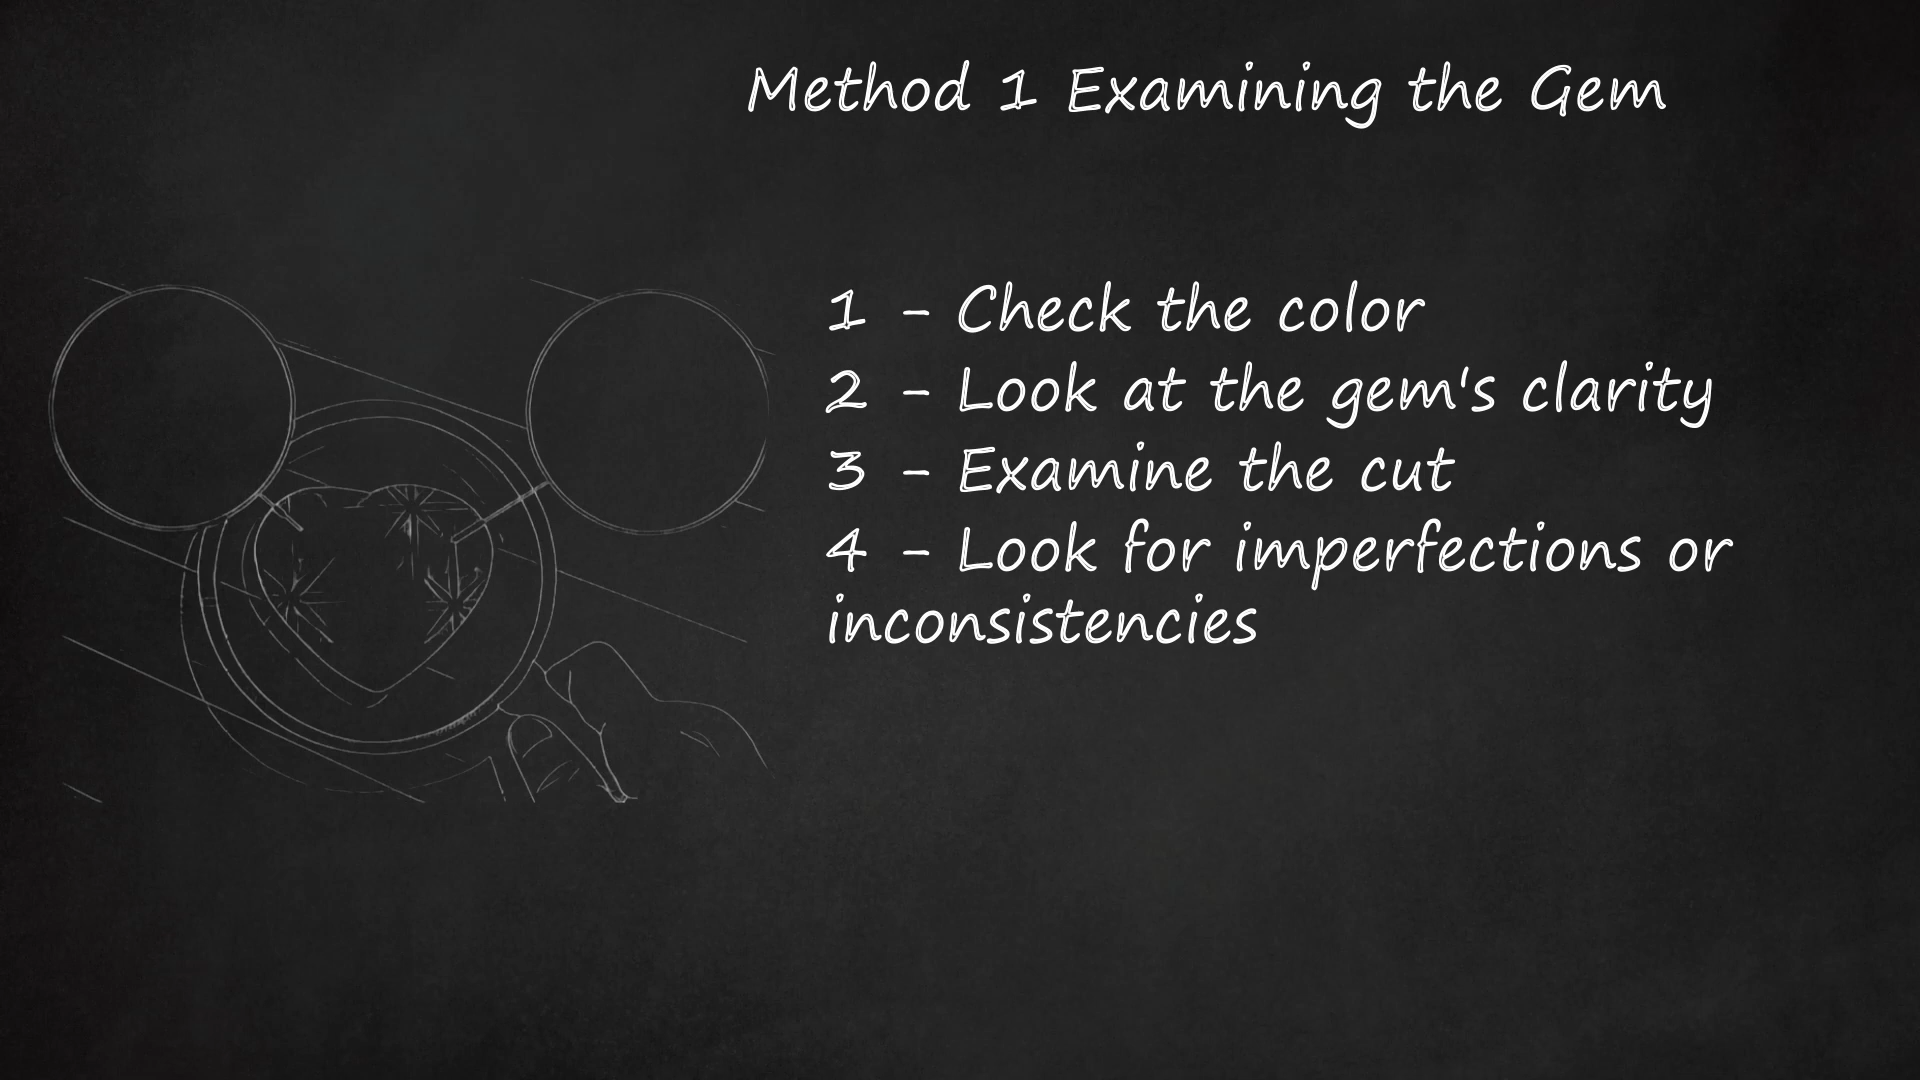 Method 1 Examining the Gem
1 - Check the color
2 - Look at the gem's clarity
3 - Examine the cut
4 - Look for imperfections or
inconsistencies